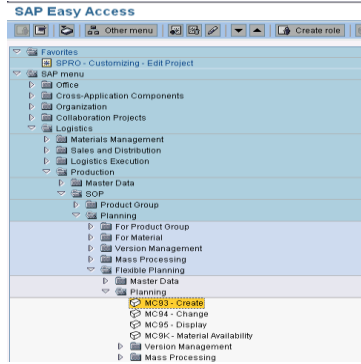 SAP Easy Access
Other menu
Create role
Favorites
SPRO - Customizing - Edit Project
SAP menu
Office
Cross-Application Components
Organization
Collaboration Projects
Logistics
Materials Management
Sales and Distribution
Logistics Execution
Production
Master Data
SOP
Product Group
Planning
For Product Group
For Material
Version Management
Mass Processing
Flexible Planning
Master Data
Planning
MC93 - Create
MC94 - Change
MC95 - Display
MC9K - Material Availability
Version Management
Mass Processing